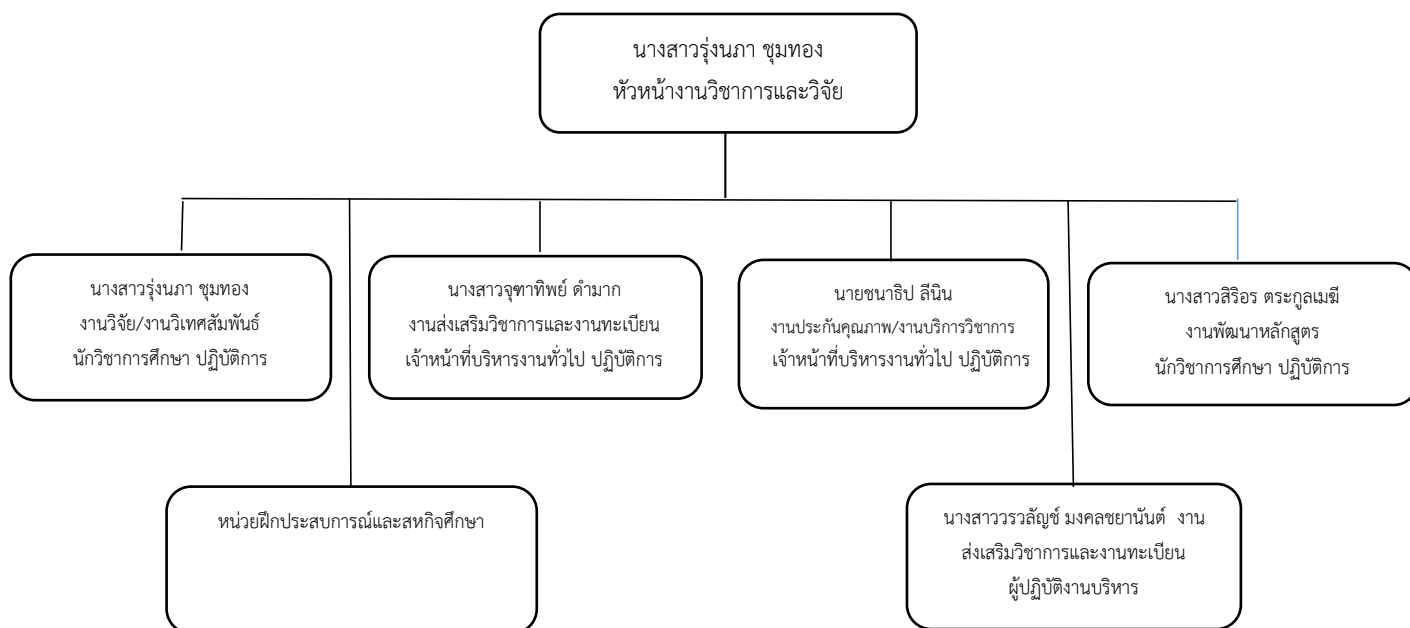 นางสาวรุ่งนภา ชุมทอง
หัวหน้างานวิชาการและวิจัย
นางสาวรุ่งนภา ชุมทอง
งานวิจัย/งานวิเทศสัมพันธ์
นักวิชาการศึกษา ปฏิบัติการ
นางสาวจุฑาทิพย์ ดำมาก
งานส่งเสริมวิชาการและงานทะเบียน
เจ้าหน้าที่บริหารงานทั่วไป ปฏิบัติการ
นายชนาธิป ลีนิน
งานประกันคุณภาพ/งานบริการวิชาการ
เจ้าหน้าที่บริหารงานทั่วไป ปฏิบัติการ
นางสาวสิริอร ตระกูลเมฆี
งานพัฒนาหลักสูตร
นักวิชาการศึกษา ปฏิบัติการ
หน่วยฝึกประสบการณ์และสหกิจศึกษา
นางสาววรวลัญช์ มงคลชยานันต์ งาน
ส่งเสริมวิชาการและงานทะเบียน
ผู้ปฏิบัติงานบริหาร